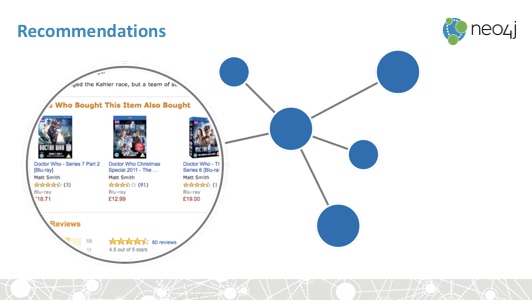 Recommendations
neo4j
ged the Kahler race, but a team of
Who Bought This Item Also Bought
Doctor Who - Series 7 Part 2
[Blu-ray]
Matt Smith
(3)
Blu-ray
£18.71
Doctor Who Christmas
Special 2011 - The ...
Matt Smith
(81)
Blu-ray
£12.99
Doctor Who - Th
Series 6 [Blu-ra
Matt Smith
Blu-ray
£19.00
Reviews
58
11
80 reviews
4.5 out of 5 stars